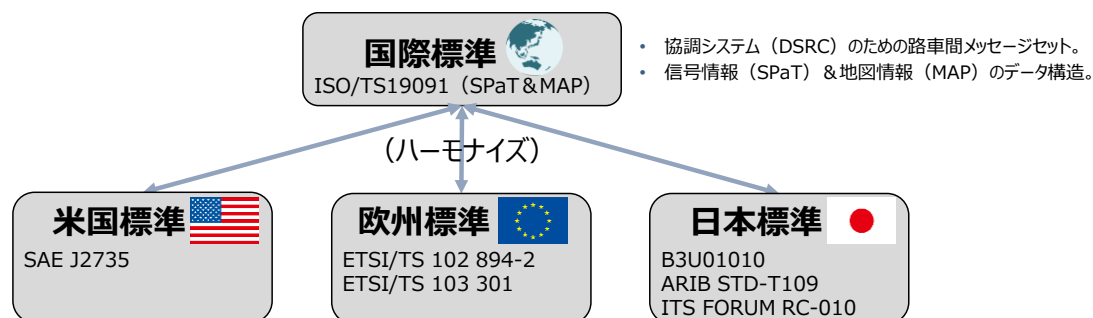 国際標準
ISO/TS19091（SPaT＆MAP）
• 協調システム（DSRC）のための路車間メッセージセット。
• 信号情報（SPaT）＆地図情報（MAP）のデータ構造。
（ハーモナイズ）
米国標準
SAE J2735
欧州標準
ETSI/TS 102 894-2
ETSI/TS 103 301
日本標準
B3U01010
ARIB STD-T109
ITS FORUM RC-010